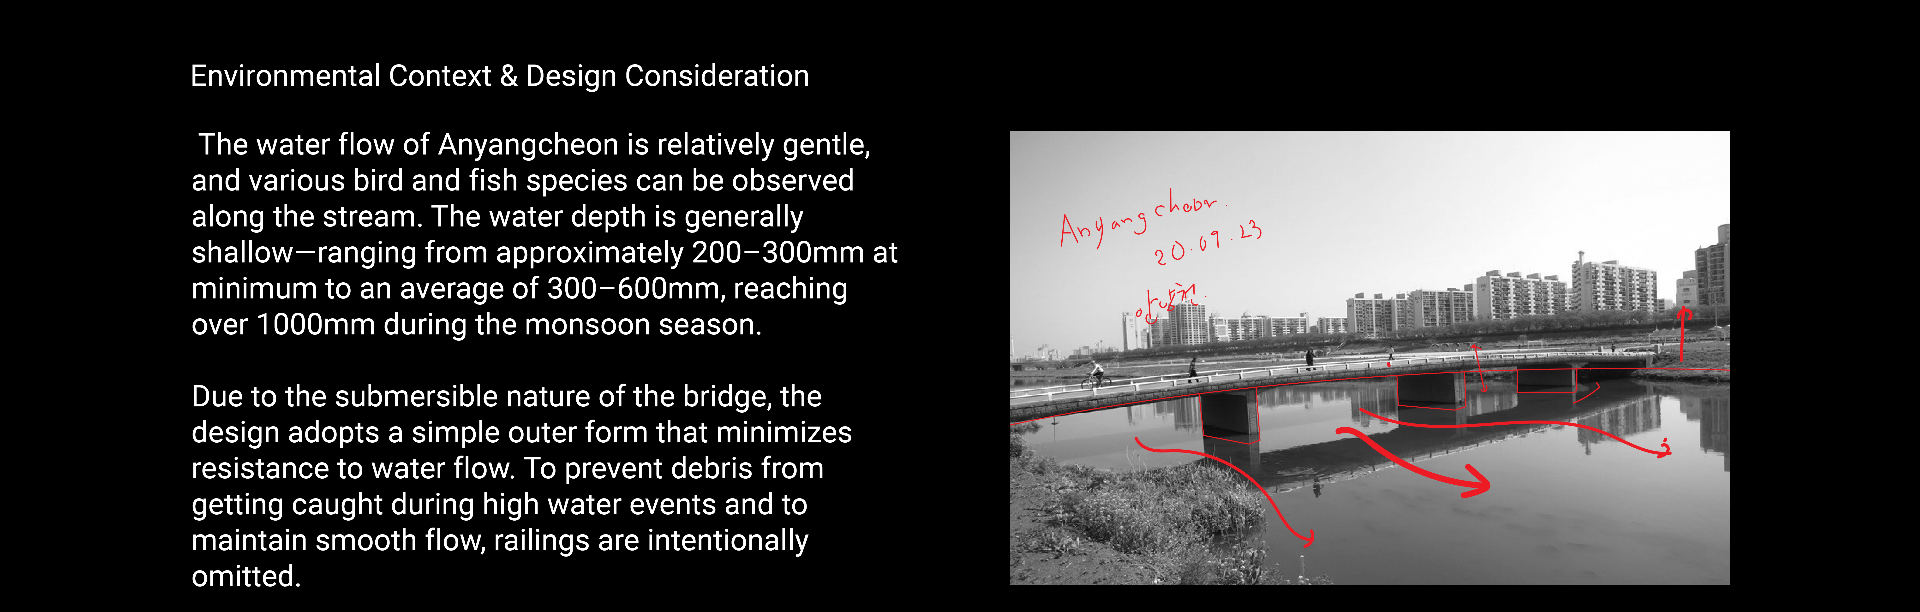 Environmental Context & Design Consideration
The water flow of Anyangcheon is relatively gentle,
and various bird and fish species can be observed
along the stream. The water depth is generally
shallow—ranging from approximately 200–300mm at
minimum to an average of 300–600mm, reaching
over 1000mm during the monsoon season.
Due to the submersible nature of the bridge, the
design adopts a simple outer form that minimizes
resistance to water flow. To prevent debris from
getting caught during high water events and to
maintain smooth flow, railings are intentionally
omitted.
Anyangcheon.
20.09.23
안양천.